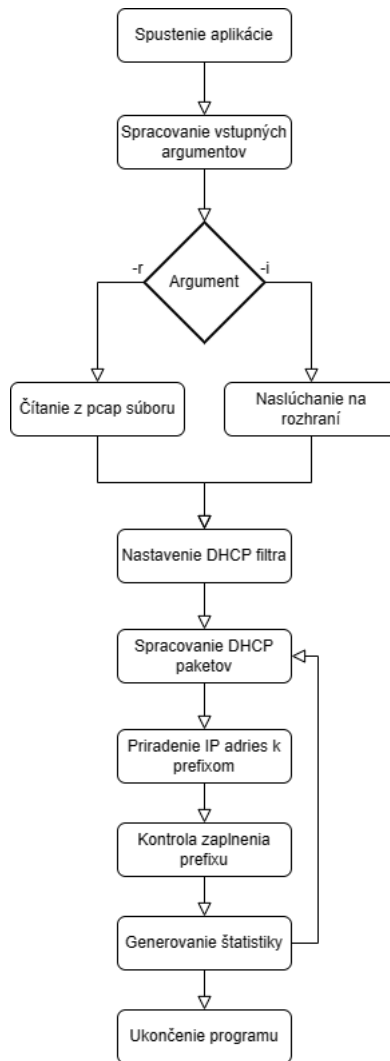 Spustenie aplikácie
Spracovanie vstupných
argumentov
-r
Argument
-i
Čítanie z pcap súboru
Naslúchanie na
rozhraní
Nastavenie DHCP filtra
Spracovanie DHCP
paketov
Priradenie IP adries k
prefixom
Kontrola zaplnenia
prefixu
Generovanie štatistiky
Ukončenie programu